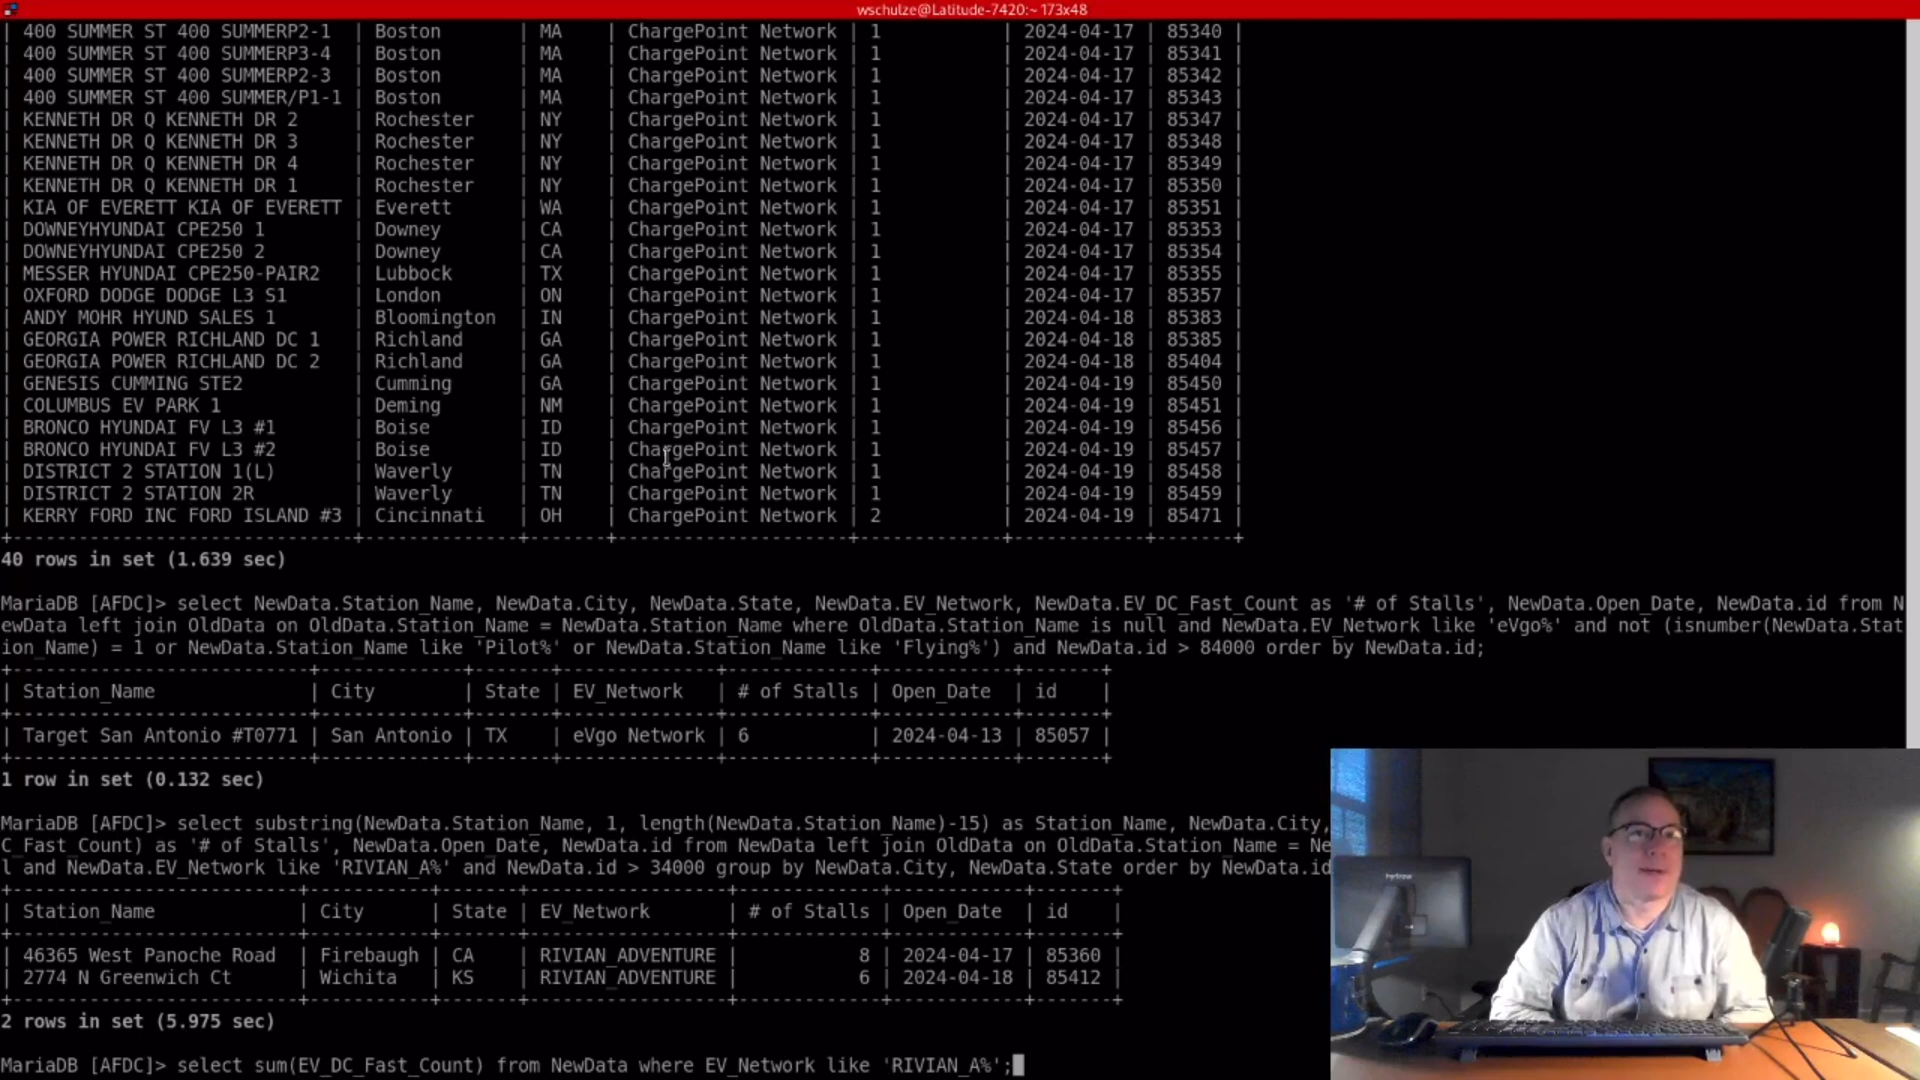 wschulze@Latitude-7420:~ 173x48
| 400 SUMMER ST 400 SUMMERP2-1 | Boston | MA | ChargePoint Network | 1 | 2024-04-17 | 85340 |
| 400 SUMMER ST 400 SUMMERP3-4 | Boston | MA | ChargePoint Network | 1 | 2024-04-17 | 85341 |
| 400 SUMMER ST 400 SUMMERP2-3 | Boston | MA | ChargePoint Network | 1 | 2024-04-17 | 85342 |
| 400 SUMMER ST 400 SUMMER/P1-1 | Boston | MA | ChargePoint Network | 1 | 2024-04-17 | 85343 |
| KENNETH DR Q KENNETH DR 2 | Rochester | NY | ChargePoint Network | 1 | 2024-04-17 | 85347 |
| KENNETH DR Q KENNETH DR 3 | Rochester | NY | ChargePoint Network | 1 | 2024-04-17 | 85348 |
| KENNETH DR Q KENNETH DR 4 | Rochester | NY | ChargePoint Network | 1 | 2024-04-17 | 85349 |
| KENNETH DR Q KENNETH DR 1 | Rochester | NY | ChargePoint Network | 1 | 2024-04-17 | 85350 |
| KIA OF EVERETT KIA OF EVERETT | Everett | WA | ChargePoint Network | 1 | 2024-04-17 | 85351 |
| DOWNEYHYUNDAI CPE250 1 | Downey | CA | ChargePoint Network | 1 | 2024-04-17 | 85353 |
| DOWNEYHYUNDAI CPE250 2 | Downey | CA | ChargePoint Network | 1 | 2024-04-17 | 85354 |
| MESSER HYUNDAI CPE250-PAIR2 | Lubbock | TX | ChargePoint Network | 1 | 2024-04-17 | 85355 |
| OXFORD DODGE DODGE L3 S1 | London | ON | ChargePoint Network | 1 | 2024-04-17 | 85357 |
| ANDY MOHR HYUND SALES 1 | Bloomington | IN | ChargePoint Network | 1 | 2024-04-18 | 85383 |
| GEORGIA POWER RICHLAND DC 1 | Richland | GA | ChargePoint Network | 1 | 2024-04-18 | 85385 |
| GEORGIA POWER RICHLAND DC 2 | Richland | GA | ChargePoint Network | 1 | 2024-04-18 | 85404 |
| GENESIS CUMMING STE2 | Cumming | GA | ChargePoint Network | 1 | 2024-04-19 | 85450 |
| COLUMBUS EV PARK 1 | Deming | NM | ChargePoint Network | 1 | 2024-04-19 | 85451 |
| BRONCO HYUNDAI FV L3 #1 | Boise | ID | ChargePoint Network | 1 | 2024-04-19 | 85456 |
| BRONCO HYUNDAI FV L3 #2 | Boise | ID | ChargePoint Network | 1 | 2024-04-19 | 85457 |
| DISTRICT 2 STATION 1(L) | Waverly | TN | ChargePoint Network | 1 | 2024-04-19 | 85458 |
| DISTRICT 2 STATION 2R | Waverly | TN | ChargePoint Network | 1 | 2024-04-19 | 85459 |
| KERRY FORD INC FORD ISLAND #3 | Cincinnati | OH | ChargePoint Network | 2 | 2024-04-19 | 85471 |
40 rows in set (1.639 sec)
MariaDB [AFDC]> select NewData.Station_Name, NewData.City, NewData.State, NewData.EV_Network, NewData.EV_DC_Fast_Count as '# of Stalls', NewData.Open_Date, NewData.id from N
ewData left join OldData on OldData.Station_Name = NewData.Station_Name where OldData.Station_Name is null and NewData.EV_Network like 'eVgo%' and not (isnumber(NewData.Stat
ion_Name) = 1 or NewData.Station_Name like 'Pilot%' or NewData.Station_Name like 'Flying%') and NewData.id > 84000 order by NewData.id;
| Station_Name | City | State | EV_Network | # of Stalls | Open_Date | id |
| Target San Antonio #T0771 | San Antonio | TX | eVgo Network | 6 | 2024-04-13 | 85057 |
1 row in set (0.132 sec)
MariaDB [AFDC]> select substring(NewData.Station_Name, 1, length(NewData.Station_Name)-15) as Station_Name, NewData.City,
C_Fast_Count) as '# of Stalls', NewData.Open_Date, NewData.id from NewData left join OldData on OldData.Station_Name = Ne
l and NewData.EV_Network like 'RIVIAN_A%' and NewData.id > 34000 group by NewData.City, NewData.State order by NewData.id
| Station_Name | City | State | EV_Network | # of Stalls | Open_Date | id |
| 46365 West Panoche Road | Firebaugh | CA | RIVIAN_ADVENTURE | 8 | 2024-04-17 | 85360 |
| 2774 N Greenwich Ct | Wichita | KS | RIVIAN_ADVENTURE | 6 | 2024-04-18 | 85412 |
2 rows in set (5.975 sec)
MariaDB [AFDC]> select sum(EV_DC_Fast_Count) from NewData where EV_Network like 'RIVIAN_A%';